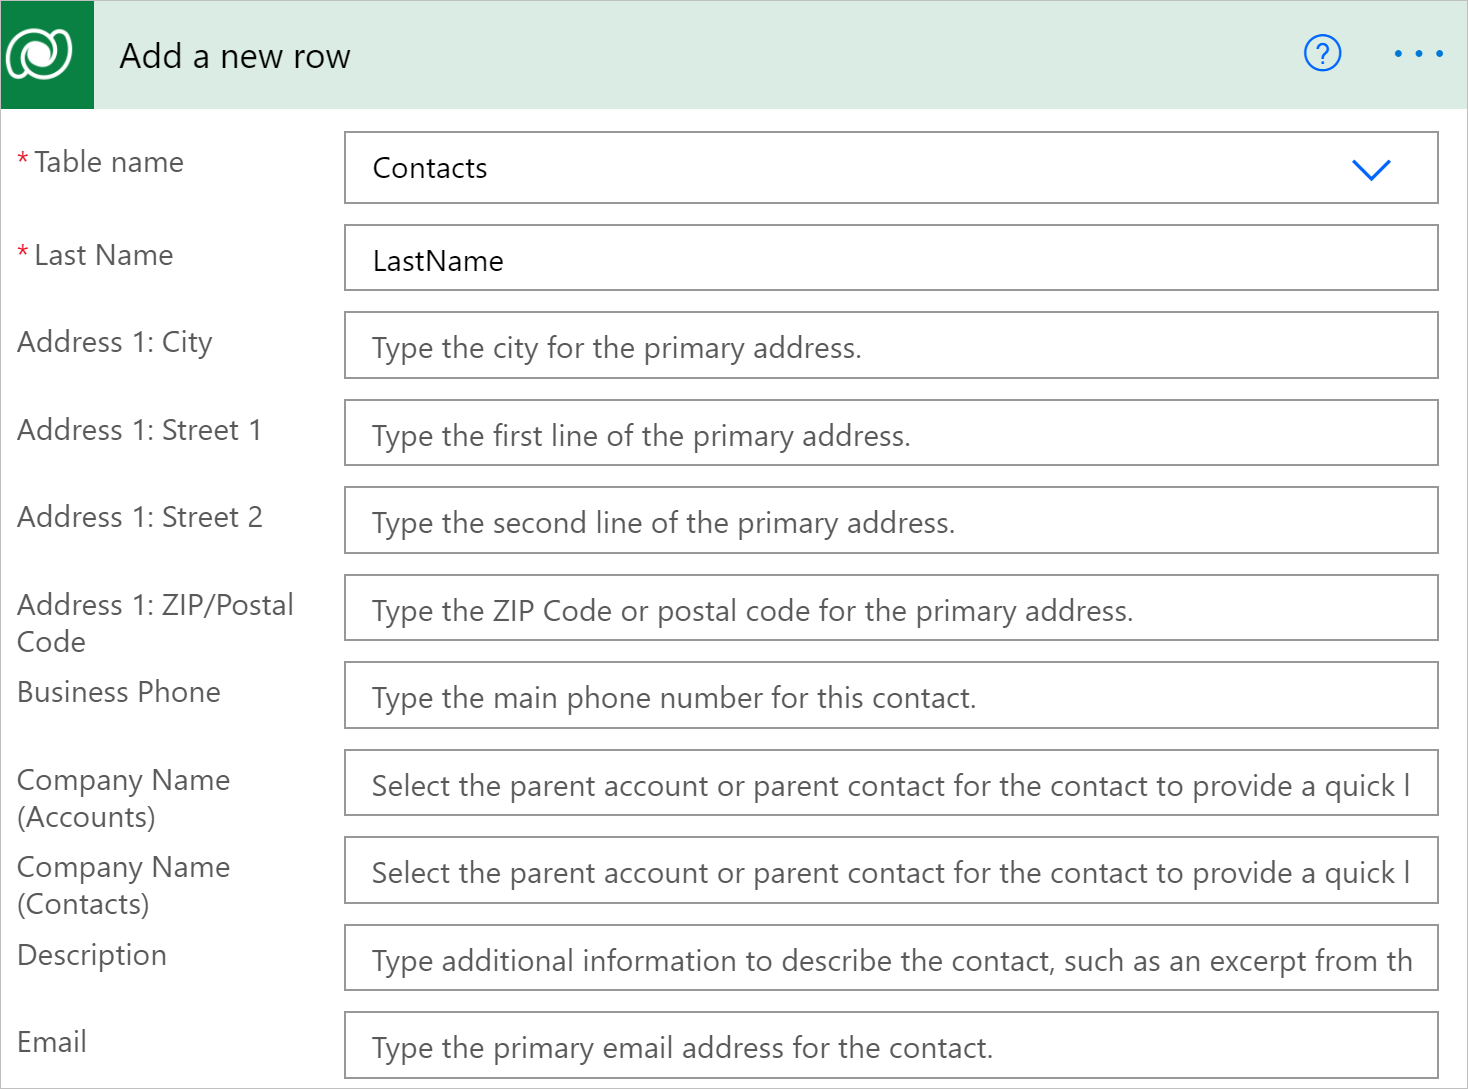 Add a new row
?
* Table name
Contacts
* Last Name
LastName
Address 1: City
Type the city for the primary address.
Address 1: Street 1
Type the first line of the primary address.
Address 1: Street 2
Type the second line of the primary address.
Address 1: ZIP/Postal
Code
Type the ZIP Code or postal code for the primary address.
Business Phone
Type the main phone number for this contact.
Company Name
(Accounts)
Select the parent account or parent contact for the contact to provide a quick l
Company Name
(Contacts)
Select the parent account or parent contact for the contact to provide a quick l
Description
Type additional information to describe the contact, such as an excerpt from th
Email
Type the primary email address for the contact.